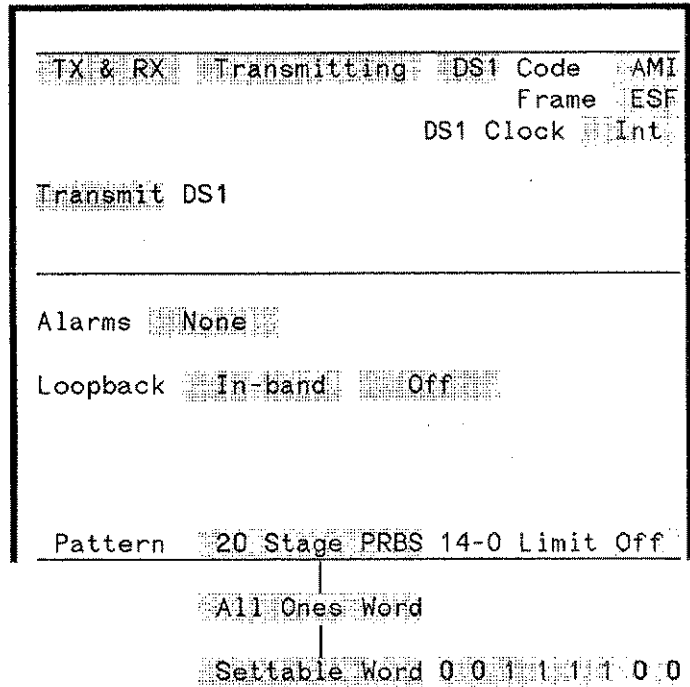 TX & RX Transmitting DS1 Code AMI
Frame ESF
DS1 Clock Int
Transmit DS1
Alarms None
Loopback In-band Off
Pattern 20 Stage PRBS 14-0 Limit Off
All Ones Word
Settable Word 0 0 1 1 1 1 0 0